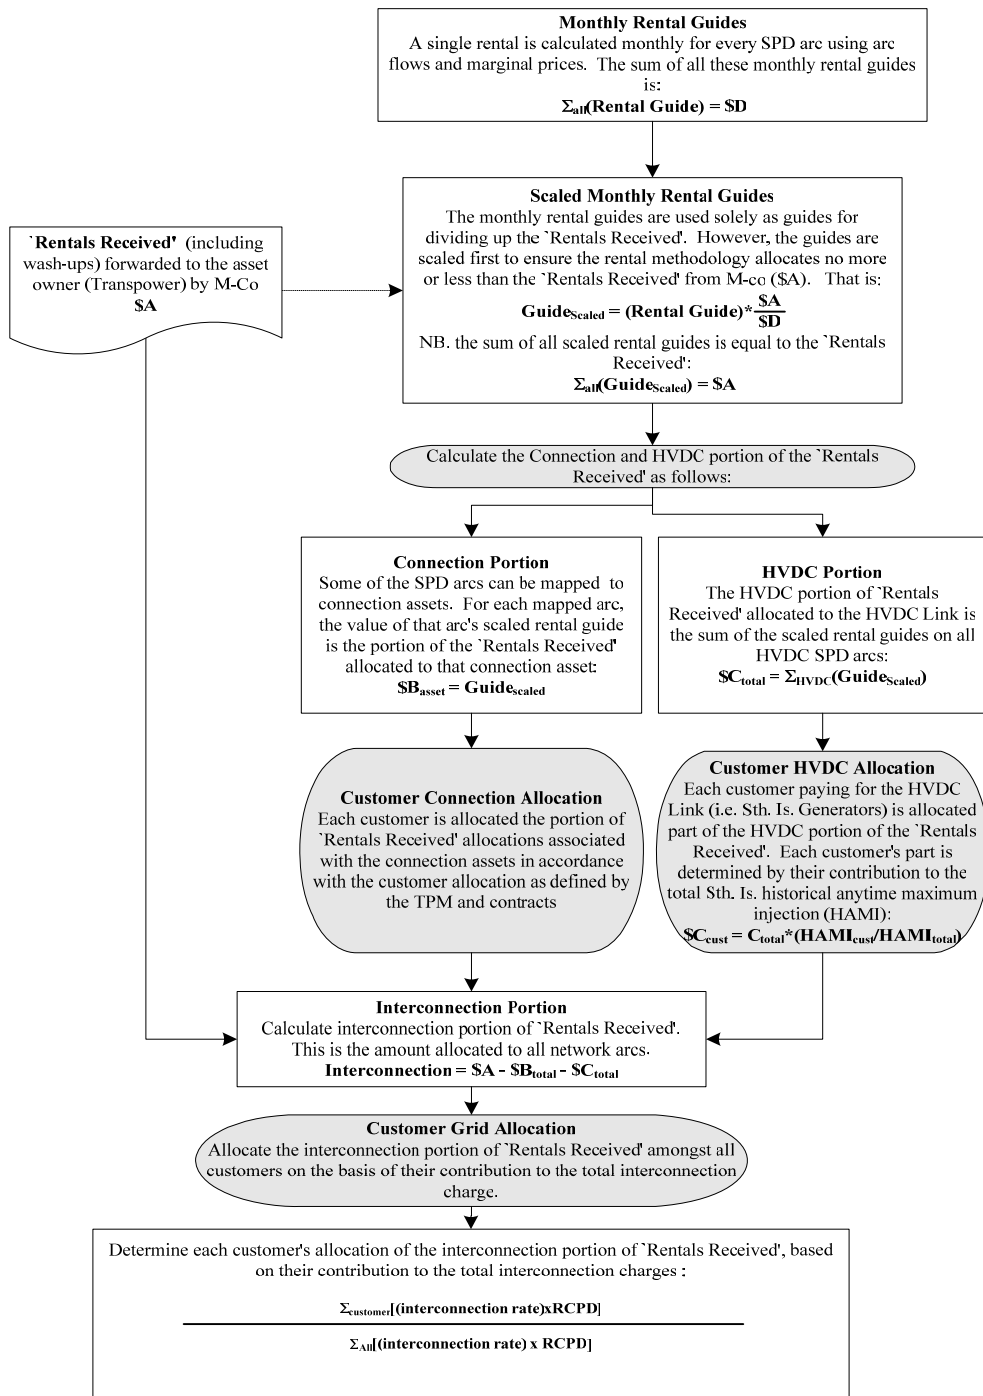 Monthly Rental Guides
A single rental is calculated monthly for every SPD arc using arc
flows and marginal prices. The sum of all these monthly rental guides
is:
Σall(Rental Guide) = $D
Scaled Monthly Rental Guides
The monthly rental guides are used solely as guides for
dividing up the `Rentals Received'. However, the guides are
scaled first to ensure the rental methodology allocates no more
or less than the `Rentals Received' from M-co ($A). That is:
GuideScaled = (Rental Guide)*$A/$D
NB. the sum of all scaled rental guides is equal to the `Rentals
Received':
Σall(GuideScaled) = $A
`Rentals Received' (including
wash-ups) forwarded to the asset
owner (Transpower) by M-Co
$A
Calculate the Connection and HVDC portion of the `Rentals
Received' as follows:
Connection Portion
Some of the SPD arcs can be mapped to
connection assets. For each mapped arc,
the value of that arc's scaled rental guide
is the portion of the `Rentals Received'
allocated to that connection asset:
$Basset = Guidescaled
HVDC Portion
The HVDC portion of `Rentals
Received' allocated to the HVDC Link is
the sum of the scaled rental guides on all
HVDC SPD arcs:
$Ctotal = ΣHVDC(GuideScaled)
Customer Connection Allocation
Each customer is allocated the portion of
`Rentals Received' allocations associated
with the connection assets in accordance
with the customer allocation as defined by
the TPM and contracts
Customer HVDC Allocation
Each customer paying for the HVDC
Link (i.e. Sth. Is. Generators) is allocated
part of the HVDC portion of the `Rentals
Received'. Each customer's part is
determined by their contribution to the
total Sth. Is. historical anytime maximum
injection (HAMI):
$Ccust = Ctotal*(HAMIcust/HAMItotal)
Interconnection Portion
Calculate interconnection portion of `Rentals Received'.
This is the amount allocated to all network arcs.
Interconnection = $A - $Btotal - $Ctotal
Customer Grid Allocation
Allocate the interconnection portion of `Rentals Received' amongst all
customers on the basis of their contribution to the total interconnection
charge.
Determine each customer's allocation of the interconnection portion of `Rentals Received', based
on their contribution to the total interconnection charges :
Σcustomer[(interconnection rate)xRCPD]
ΣAll[(interconnection rate) x RCPD]